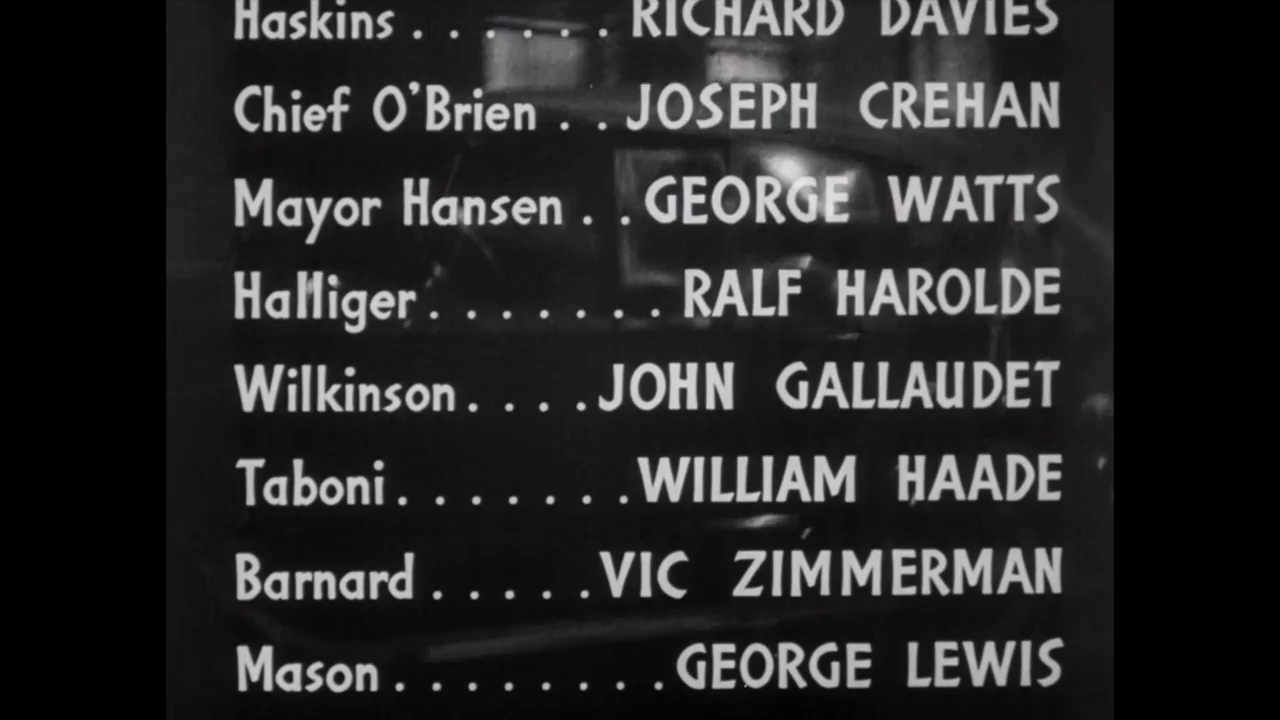 Haskins . . . . . . RICHARD DAVIES
Chief O'Brien . . JOSEPH CREHAN
Mayor Hansen . . GEORGE WATTS
Halliger . . . . . . . RALF HAROLDE
Wilkinson . . . . JOHN GALLAUDET
Taboni . . . . . . . WILLIAM HAADE
Barnard . . . . . VIC ZIMMERMAN
Mason . . . . . . . . GEORGE LEWIS